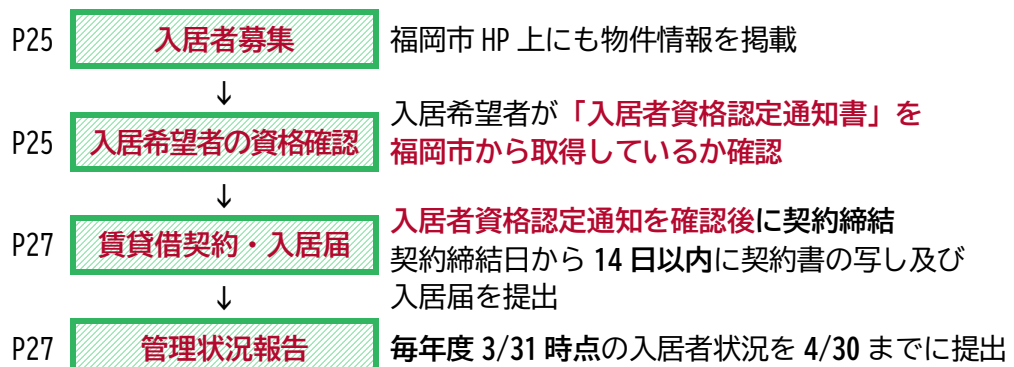 P25 入居者募集 福岡市 HP 上にも物件情報を掲載
↓
P25 入居希望者の資格確認 入居希望者が「入居者資格認定通知書」を
福岡市から取得しているか確認
↓
P27 賃貸借契約・入居届 入居者資格認定通知を確認後に契約締結
契約締結日から 14 日以内に契約書の写し及び
入居届を提出
↓
P27 管理状況報告 毎年度 3/31 時点の入居者状況を 4/30 までに提出